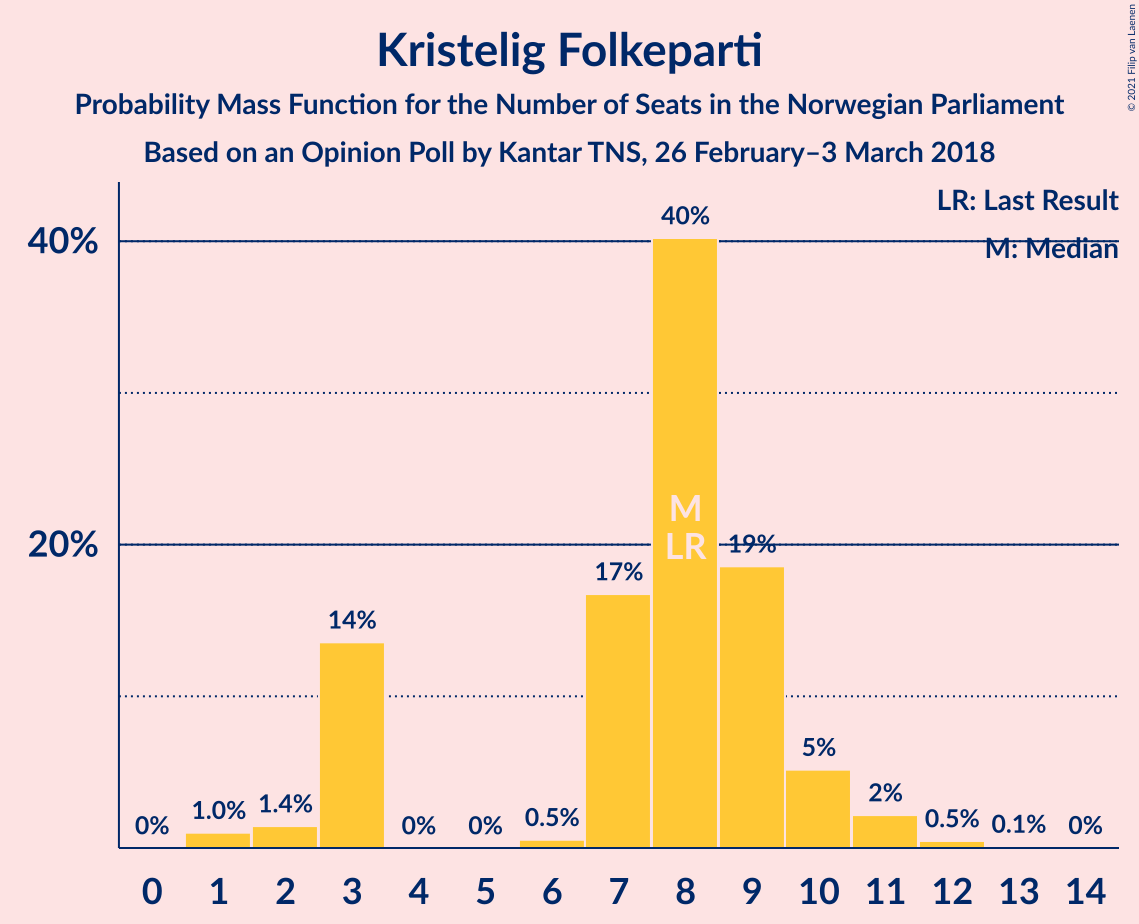 Kristelig Folkeparti
Probability Mass Function for the Number of Seats in the Norwegian Parliament
Based on an Opinion Poll by Kantar TNS, 26 February–3 March 2018
© 2021 Filip van Laenen
LR: Last Result
M: Median
40%
20%
0%
1.0%
1.4%
14%
0%
0%
0.5%
17%
40%
M
LR
19%
5%
2%
0.5%
0.1%
0%
0 1 2 3 4 5 6 7 8 9 10 11 12 13 14